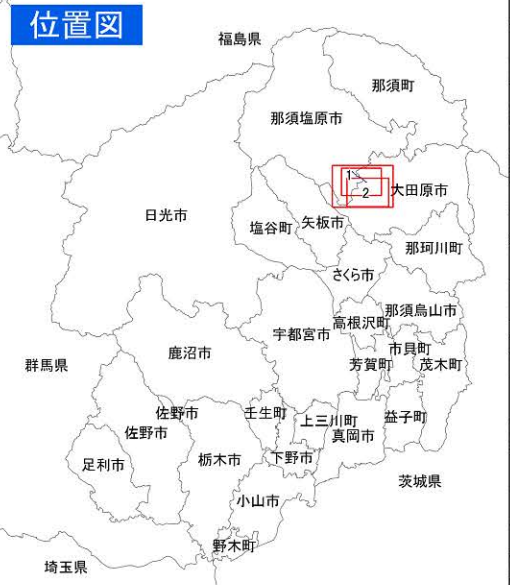 位置図
福島県
那須町
那須塩原市
1
2
大田原市
日光市
塩谷町
矢板市
那珂川町
さくら市
那須烏山市
高根沢町
宇都宮市
市貝町
鹿沼市
芳賀町
茂木町
群馬県
佐野市
壬生町
上三川町
益子町
佐野市
真岡市
足利市
栃木市
下野市
茨城県
小山市
野木町
埼玉県